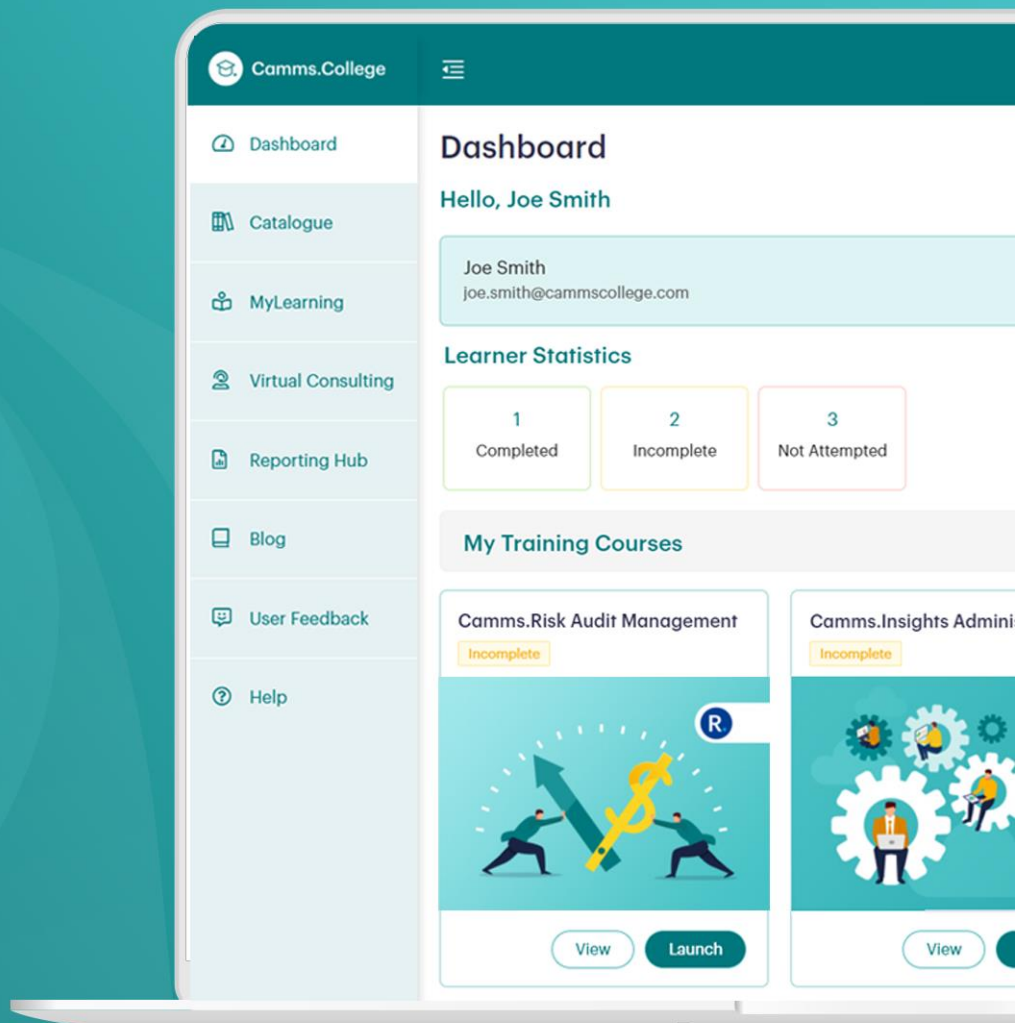 Camms.College
Dashboard
Catalogue
MyLearning
Virtual Consulting
Reporting Hub
Blog
User Feedback
Help
Dashboard
Hello, Joe Smith
Joe Smith
joe.smith@cammscollege.com
Learner Statistics
1
Completed
2
Incomplete
3
Not Attempted
My Training Courses
Camms.Risk Audit Management
Incomplete
R
View
Launch
Camms.Insights
Incomplete
View